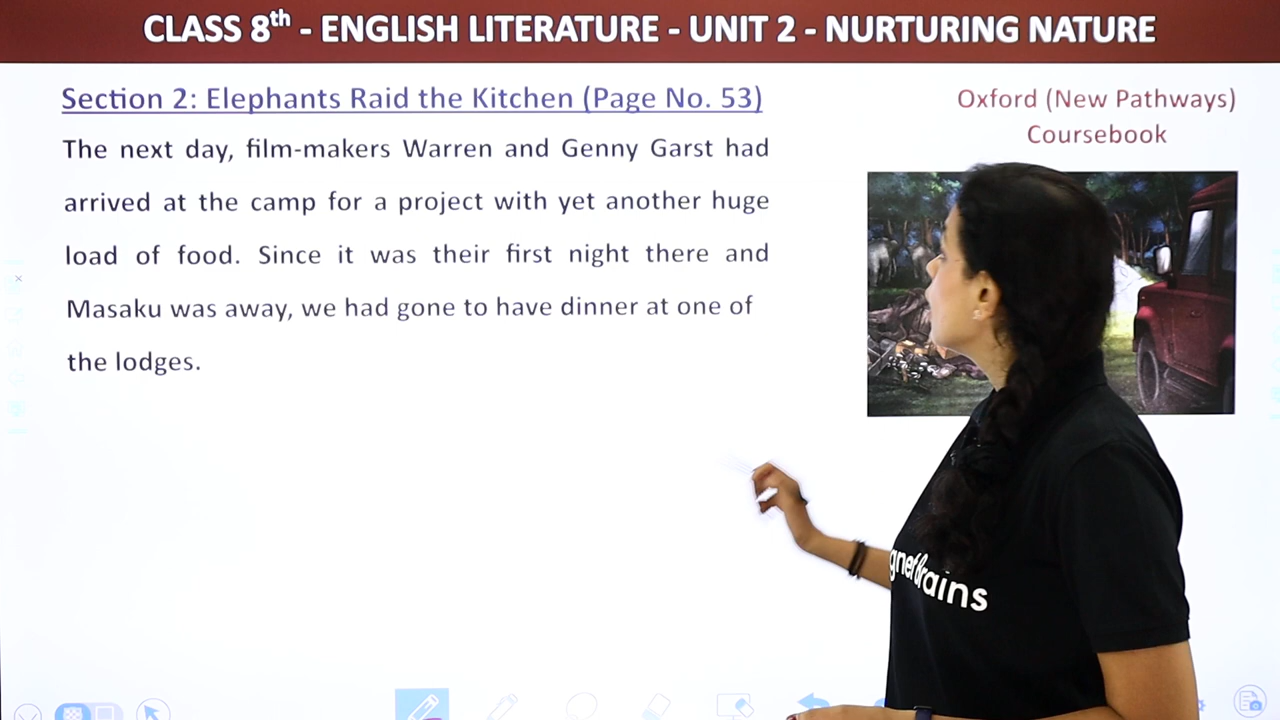 CLASS 8th - ENGLISH LITERATURE - UNIT 2 - NURTURING NATURE
Section 2: Elephants Raid the Kitchen (Page No. 53)
Oxford (New Pathways)
Coursebook
The next day, film-makers Warren and Genny Garst had
arrived at the camp for a project with yet another huge
load of food. Since it was their first night there and
Masaku was away, we had gone to have dinner at one of
the lodges.